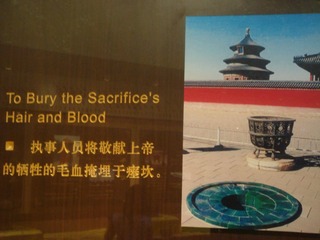 To Bury the Sacrifice's
Hair and Blood
执事人员将敬献上帝
的牺牲的毛血掩埋于瘗坎。